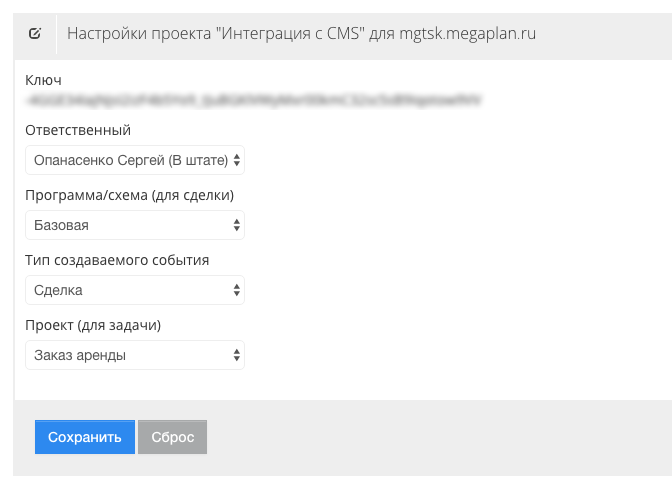 Настройки проекта "Интеграция с CMS" для mgtsk.megaplan.ru
Ключ
Ответственный
Опанасенко Сергей (В штате)
Программа/схема (для сделки)
Базовая
Тип создаваемого события
Сделка
Проект (для задачи)
Заказ аренды
Сохранить Сброс